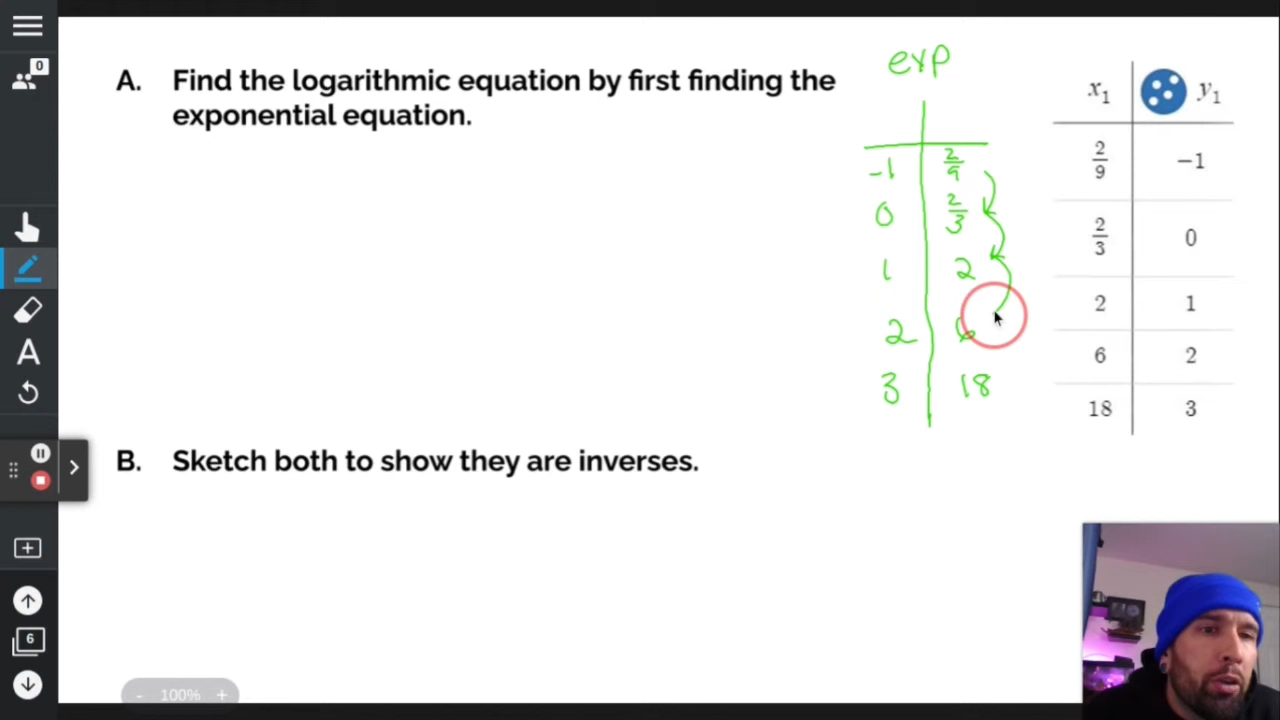 0
A. Find the logarithmic equation by first finding the
exponential equation.
exp
-1 2/9
0 2/3
1 2
2 6
3 18
x₁ y₁
2/9 −1
2/3 0
2 1
6 2
18 3
B. Sketch both to show they are inverses.
A
6
- 100% +